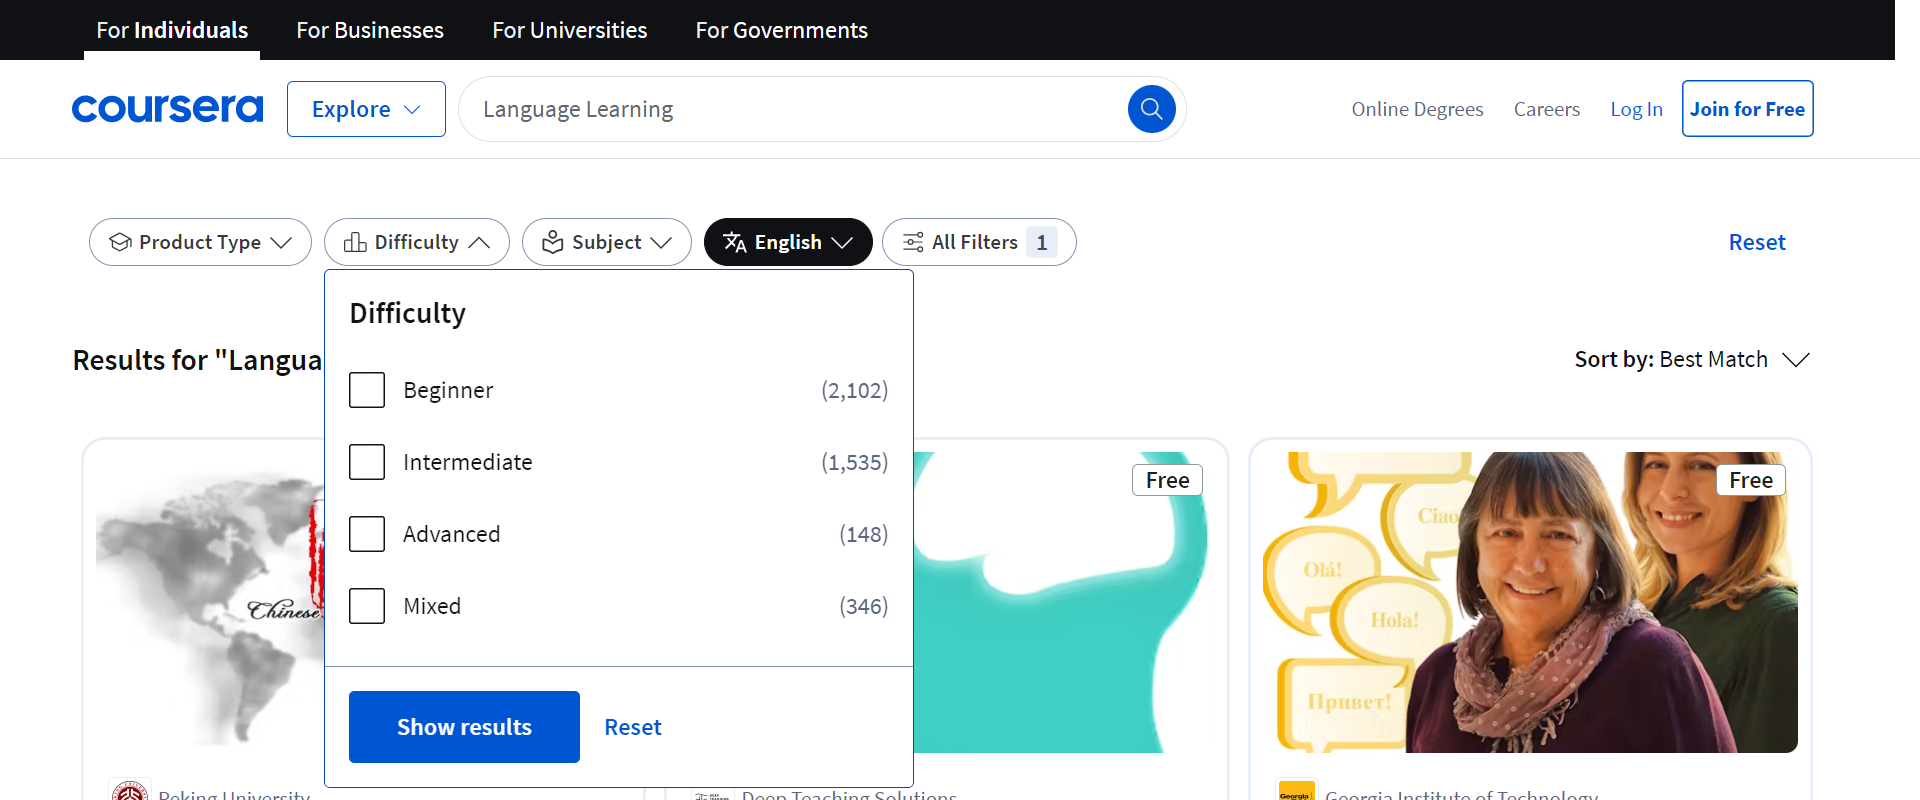 For Individuals
For Businesses
For Universities
For Governments
coursera
Explore
Language Learning
Online Degrees
Careers
Log In
Join for Free
Product Type
Difficulty
Subject
English
All Filters 1
Reset
Difficulty
Results for "Langua
Sort by: Best Match
Beginner (2,102)
Intermediate (1,535)
Advanced (148)
Mixed (346)
Show results
Reset
Chinese
Free
Free
Ciao
Olá!
Hola!
Привет!
Peking University
Deep Teaching Solutions
Georgia
Georgia Institute of Technology